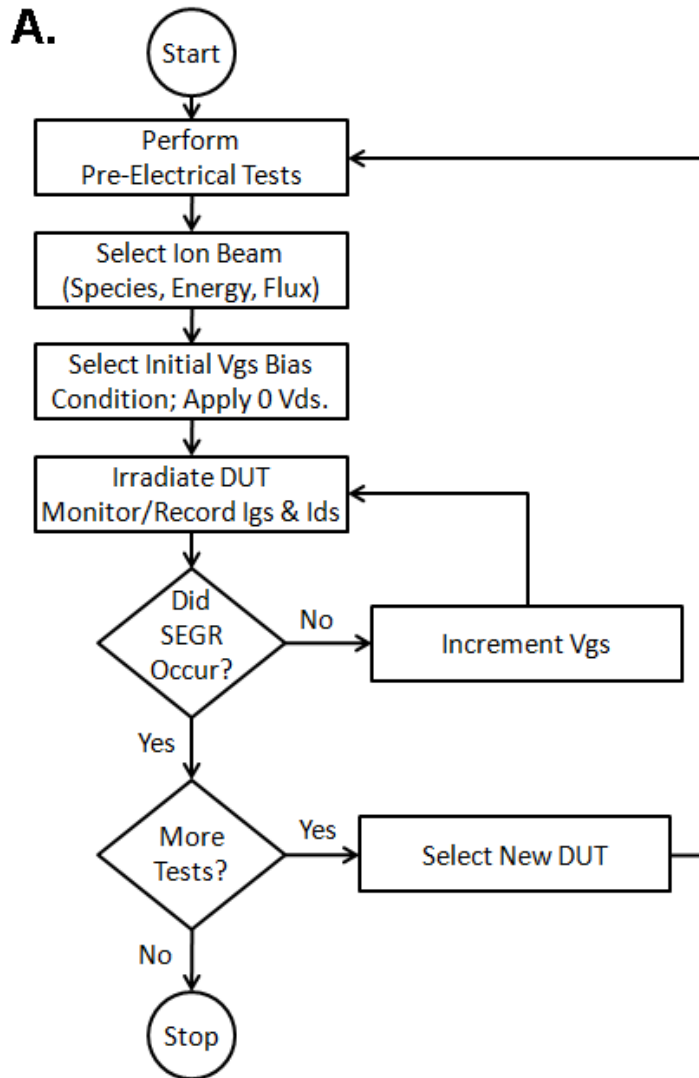 A.
Start
Perform
Pre-Electrical Tests
Select Ion Beam
(Species, Energy, Flux)
Select Initial Vgs Bias
Condition; Apply 0 Vds.
Irradiate DUT
Monitor/Record Igs & Ids
Did
SEGR
Occur?
No
Increment Vgs
Yes
More
Tests?
Yes
Select New DUT
No
Stop